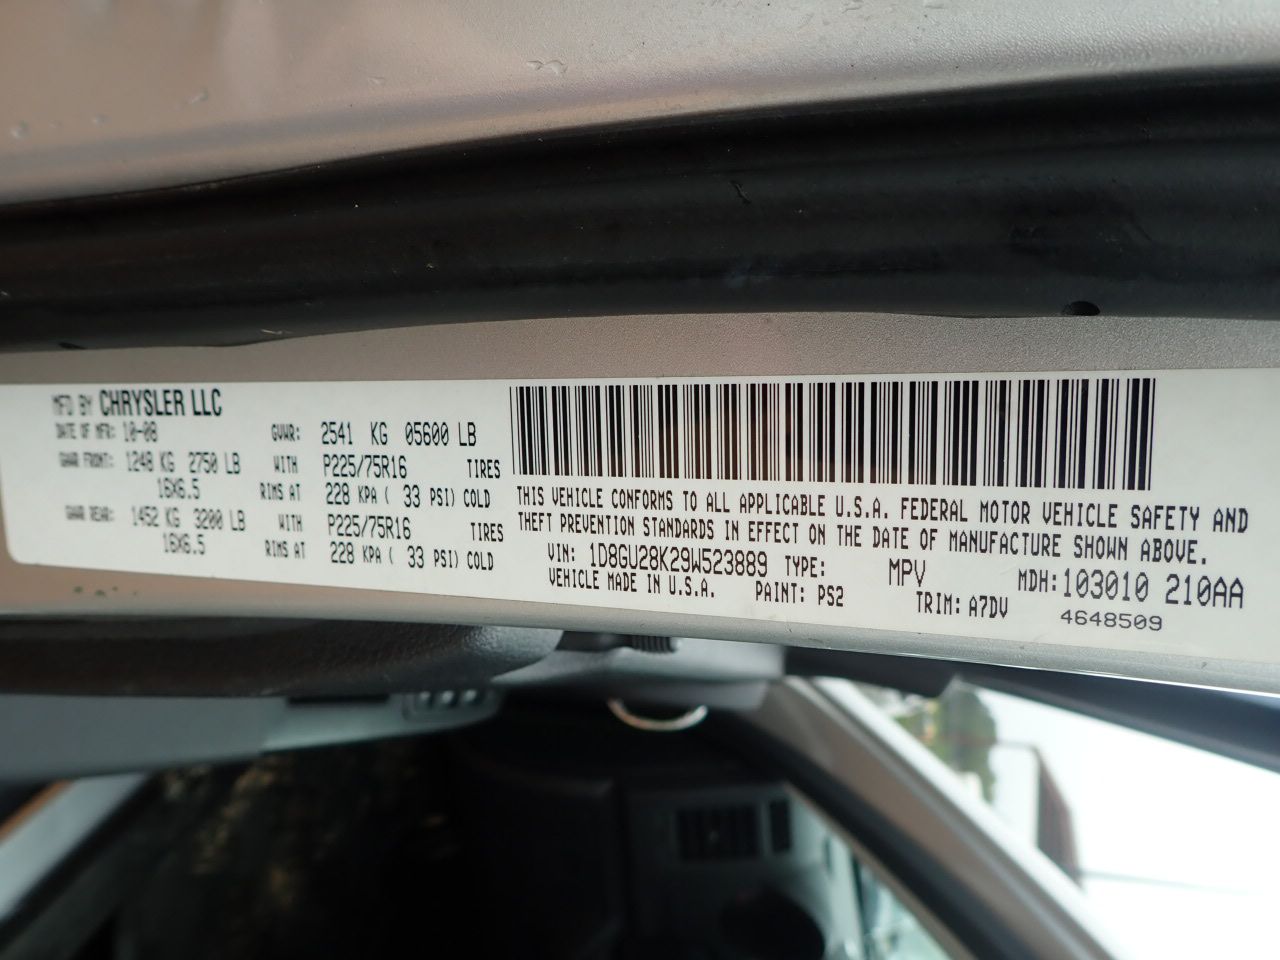 MFD BY CHRYSLER LLC
DATE OF MFR: 10-08 GVWR: 2541 KG 05600 LB
GAWR FRONT: 1248 KG 2750 LB WITH P225/75R16 TIRES
16X6.5 RIMS AT 228 KPA ( 33 PSI) COLD
GAWR REAR: 1452 KG 3200 LB WITH P225/75R16 TIRES
16X6.5 RIMS AT 228 KPA ( 33 PSI) COLD
THIS VEHICLE CONFORMS TO ALL APPLICABLE U.S.A. FEDERAL MOTOR VEHICLE SAFETY AND
THEFT PREVENTION STANDARDS IN EFFECT ON THE DATE OF MANUFACTURE SHOWN ABOVE.
VIN: 1D8GU28K29W523889 TYPE: MPV MDH:103010 210AA
VEHICLE MADE IN U.S.A. PAINT: PS2 TRIM: A7DV 4648509